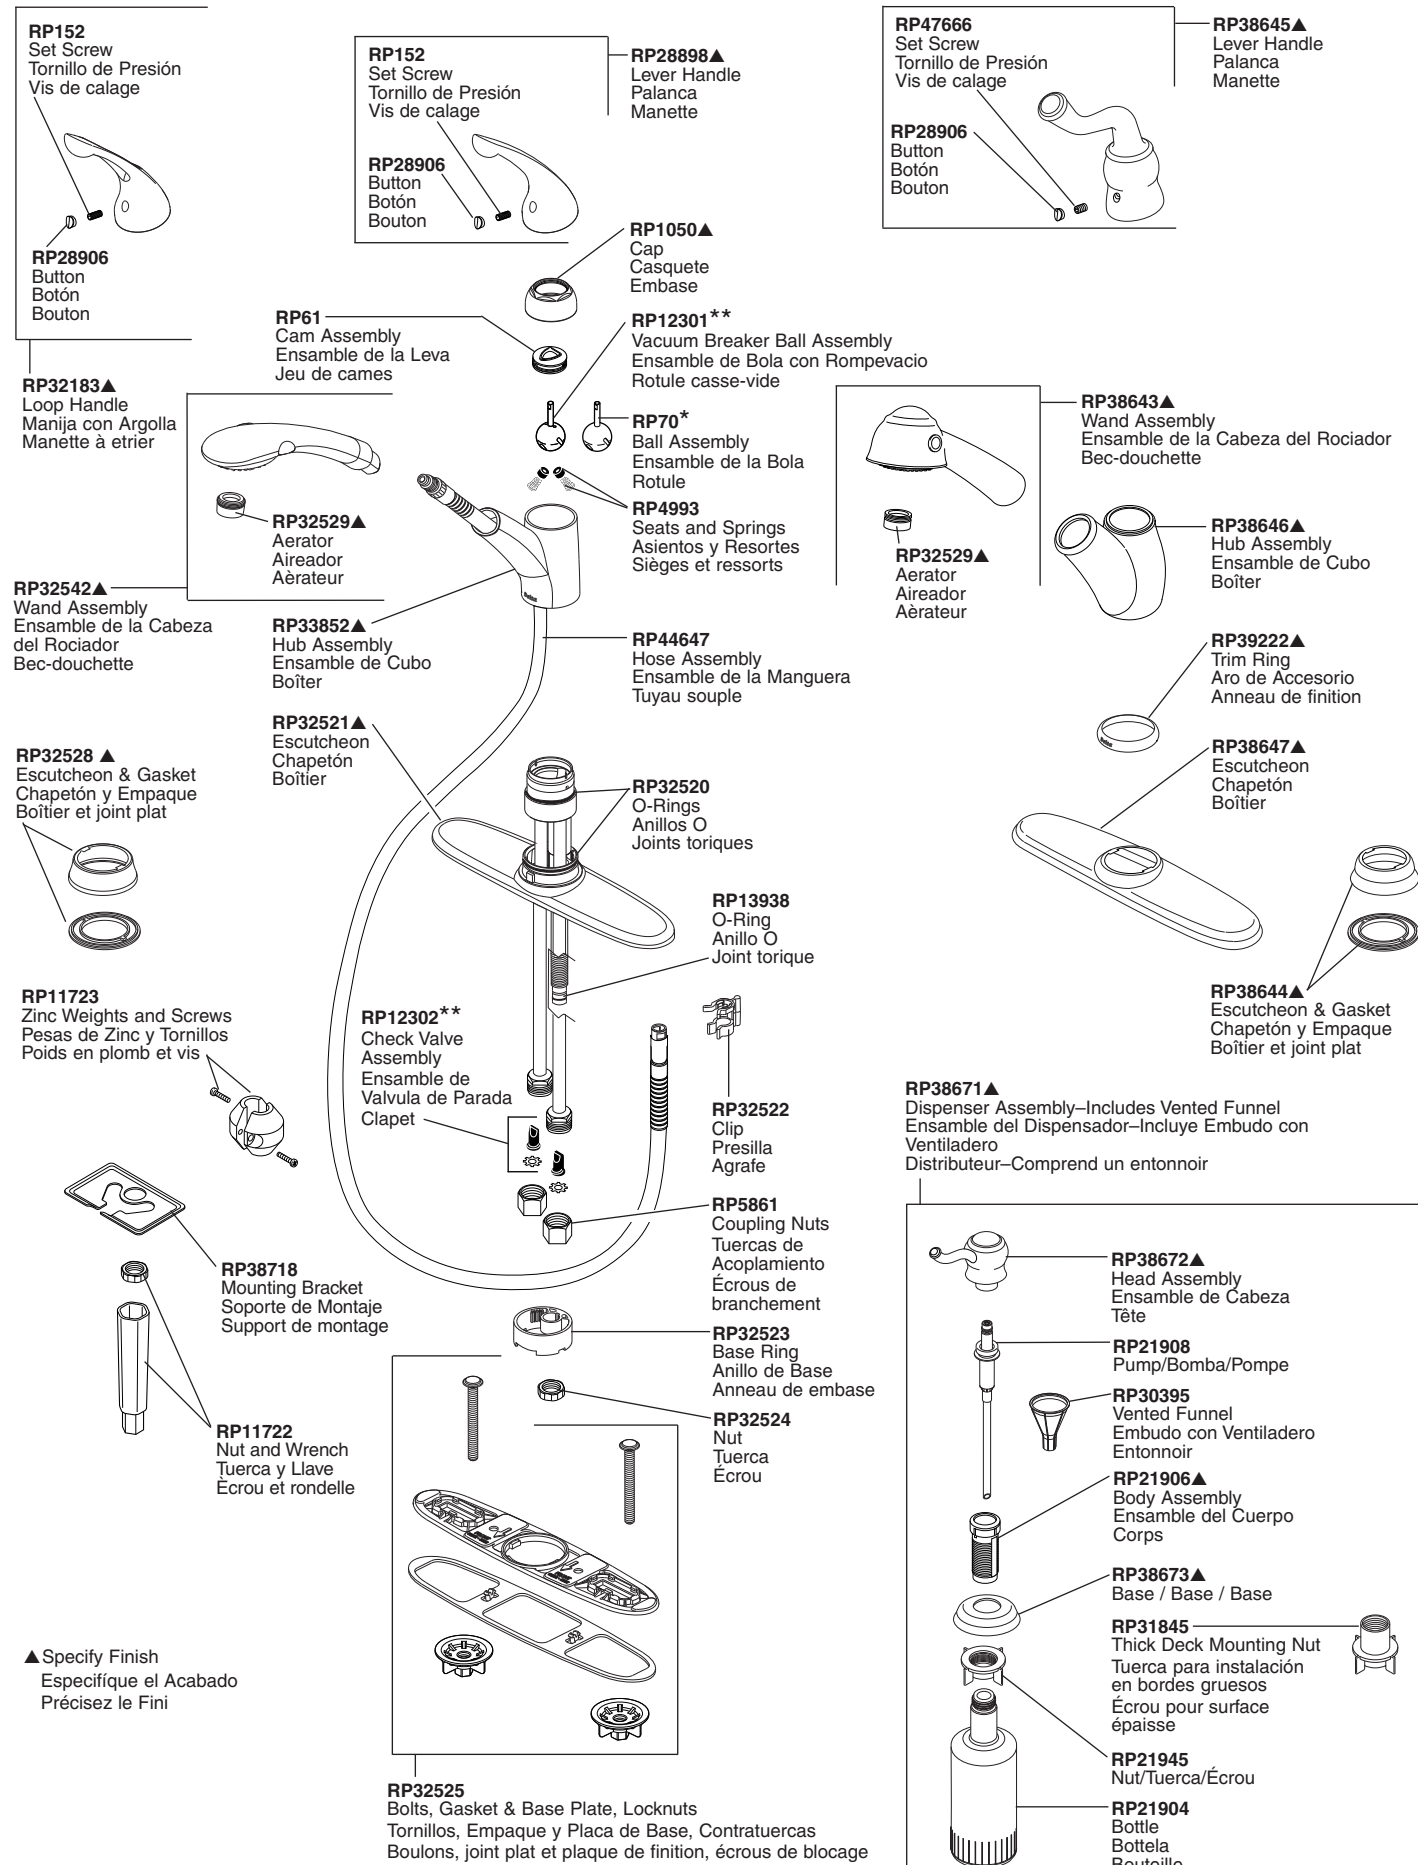 RP152
Set Screw
Tornillo de Presión
Vis de calage
RP28906
Button
Botón
Bouton
RP32183▲
Loop Handle
Manija con Argolla
Manette à etrier
RP152
Set Screw
Tornillo de Presión
Vis de calage
RP28906
Button
Botón
Bouton
RP28898▲
Lever Handle
Palanca
Manette
RP47666
Set Screw
Tornillo de Presión
Vis de calage
RP28906
Button
Botón
Bouton
RP38645▲
Lever Handle
Palanca
Manette
RP1050▲
Cap
Casquete
Embase
RP61
Cam Assembly
Ensamble de la Leva
Jeu de cames
RP12301**
Vacuum Breaker Ball Assembly
Ensamble de Bola con Rompevacio
Rotule casse-vide
RP70*
Ball Assembly
Ensamble de la Bola
Rotule
RP4993
Seats and Springs
Asientos y Resortes
Sièges et ressorts
RP32529▲
Aerator
Aireador
Aèrateur
RP32542▲
Wand Assembly
Ensamble de la Cabeza
del Rociador
Bec-douchette
RP33852▲
Hub Assembly
Ensamble de Cubo
Boîter
RP44647
Hose Assembly
Ensamble de la Manguera
Tuyau souple
RP38643▲
Wand Assembly
Ensamble de la Cabeza del Rociador
Bec-douchette
RP32529▲
Aerator
Aireador
Aèrateur
RP38646▲
Hub Assembly
Ensamble de Cubo
Boîter
RP39222▲
Trim Ring
Aro de Accesorio
Anneau de finition
RP38647▲
Escutcheon
Chapetón
Boîtier
RP32521▲
Escutcheon
Chapetón
Boîtier
RP32528 ▲
Escutcheon & Gasket
Chapetón y Empaque
Boîtier et joint plat
RP32520
O-Rings
Anillos O
Joints toriques
RP13938
O-Ring
Anillo O
Joint torique
RP38644▲
Escutcheon & Gasket
Chapetón y Empaque
Boîtier et joint plat
RP11723
Zinc Weights and Screws
Pesas de Zinc y Tornillos
Poids en plomb et vis
RP12302**
Check Valve
Assembly
Ensamble de
Valvula de Parada
Clapet
RP32522
Clip
Presilla
Agrafe
RP5861
Coupling Nuts
Tuercas de
Acoplamiento
Écrous de
branchement
RP38718
Mounting Bracket
Soporte de Montaje
Support de montage
RP32523
Base Ring
Anillo de Base
Anneau de embase
RP11722
Nut and Wrench
Tuerca y Llave
Ècrou et rondelle
RP32524
Nut
Tuerca
Écrou
RP38671▲
Dispenser Assembly–Includes Vented Funnel
Ensamble del Dispensador–Incluye Embudo con
Ventiladero
Distributeur–Comprend un entonnoir
RP38672▲
Head Assembly
Ensamble de Cabeza
Tête
RP21908
Pump/Bomba/Pompe
RP30395
Vented Funnel
Embudo con Ventiladero
Entonnoir
RP21906▲
Body Assembly
Ensamble del Cuerpo
Corps
RP38673▲
Base / Base / Base
RP31845
Thick Deck Mounting Nut
Tuerca para instalación
en bordes gruesos
Écrou pour surface
épaisse
RP21945
Nut/Tuerca/Écrou
RP21904
Bottle
Bottela
Bouteille
▲Specify Finish
Especifíque el Acabado
Précisez le Fini
RP32525
Bolts, Gasket & Base Plate, Locknuts
Tornillos, Empaque y Placa de Base, Contratuercas
Boulons, joint plat et plaque de finition, écrous de blocage